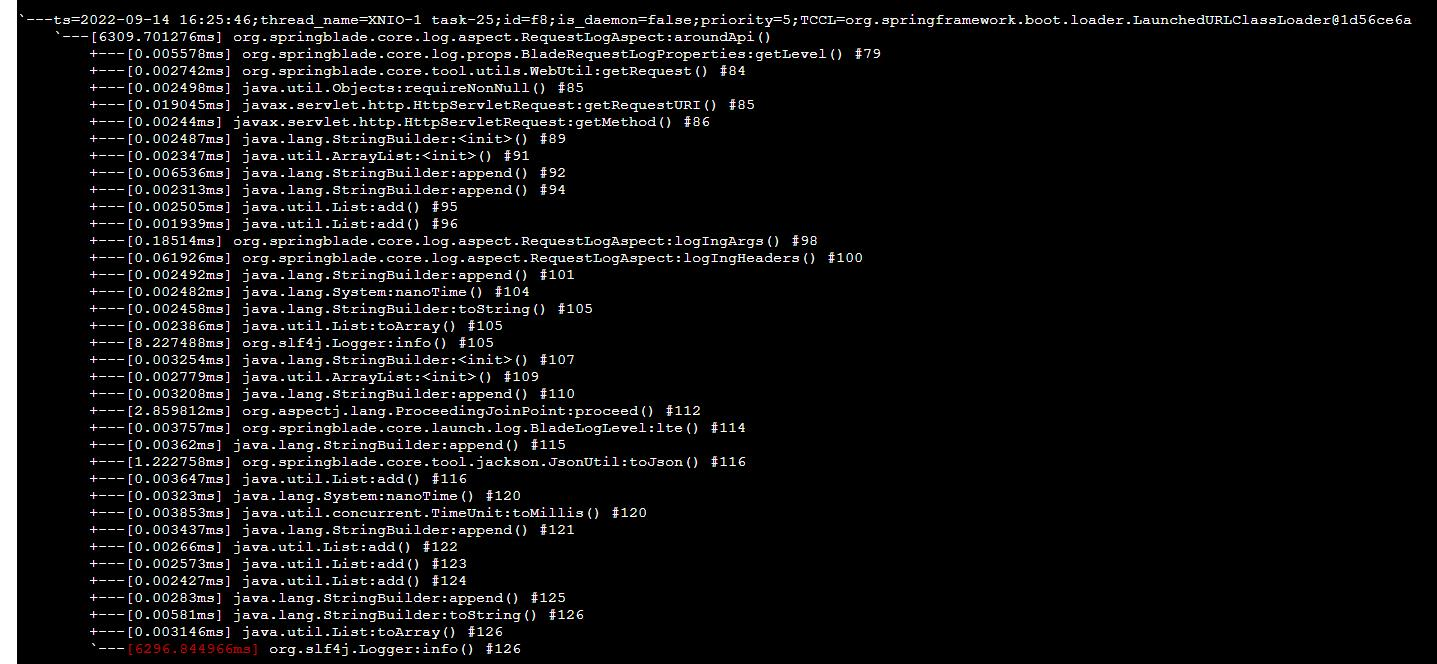 `---ts=2022-09-14 16:25:46;thread_name=XNIO-1 task-25;id=f8;is_daemon=false;priority=5;TCCL=org.springframework.boot.loader.LaunchedURLClassLoader@1d56ce6a
`---[6309.701276ms] org.springblade.core.log.aspect.RequestLogAspect:aroundApi()
+---[0.005578ms] org.springblade.core.log.props.BladeRequestLogProperties:getLevel() #79
+---[0.002742ms] org.springblade.core.tool.utils.WebUtil:getRequest() #84
+---[0.002498ms] java.util.Objects:requireNonNull() #85
+---[0.019045ms] javax.servlet.http.HttpServletRequest:getRequestURI() #85
+---[0.00244ms] javax.servlet.http.HttpServletRequest:getMethod() #86
+---[0.002487ms] java.lang.StringBuilder:<init>() #89
+---[0.002347ms] java.util.ArrayList:<init>() #91
+---[0.006536ms] java.lang.StringBuilder:append() #92
+---[0.002313ms] java.lang.StringBuilder:append() #94
+---[0.002505ms] java.util.List:add() #95
+---[0.001939ms] java.util.List:add() #96
+---[0.18514ms] org.springblade.core.log.aspect.RequestLogAspect:logIngArgs() #98
+---[0.061926ms] org.springblade.core.log.aspect.RequestLogAspect:logIngHeaders() #100
+---[0.002492ms] java.lang.StringBuilder:append() #101
+---[0.002482ms] java.lang.System:nanoTime() #104
+---[0.002458ms] java.lang.StringBuilder:toString() #105
+---[0.002386ms] java.util.List:toArray() #105
+---[8.227488ms] org.slf4j.Logger:info() #105
+---[0.003254ms] java.lang.StringBuilder:<init>() #107
+---[0.002779ms] java.util.ArrayList:<init>() #109
+---[0.003208ms] java.lang.StringBuilder:append() #110
+---[2.859812ms] org.aspectj.lang.ProceedingJoinPoint:proceed() #112
+---[0.003757ms] org.springblade.core.launch.log.BladeLogLevel:lte() #114
+---[0.00362ms] java.lang.StringBuilder:append() #115
+---[1.222758ms] org.springblade.core.tool.jackson.JsonUtil:toJson() #116
+---[0.003647ms] java.util.List:add() #116
+---[0.00323ms] java.lang.System:nanoTime() #120
+---[0.003853ms] java.util.concurrent.TimeUnit:toMillis() #120
+---[0.003437ms] java.lang.StringBuilder:append() #121
+---[0.00266ms] java.util.List:add() #122
+---[0.002573ms] java.util.List:add() #123
+---[0.002427ms] java.util.List:add() #124
+---[0.00283ms] java.lang.StringBuilder:append() #125
+---[0.00581ms] java.lang.StringBuilder:toString() #126
+---[0.003146ms] java.util.List:toArray() #126
`---[6296.844966ms] org.slf4j.Logger:info() #126